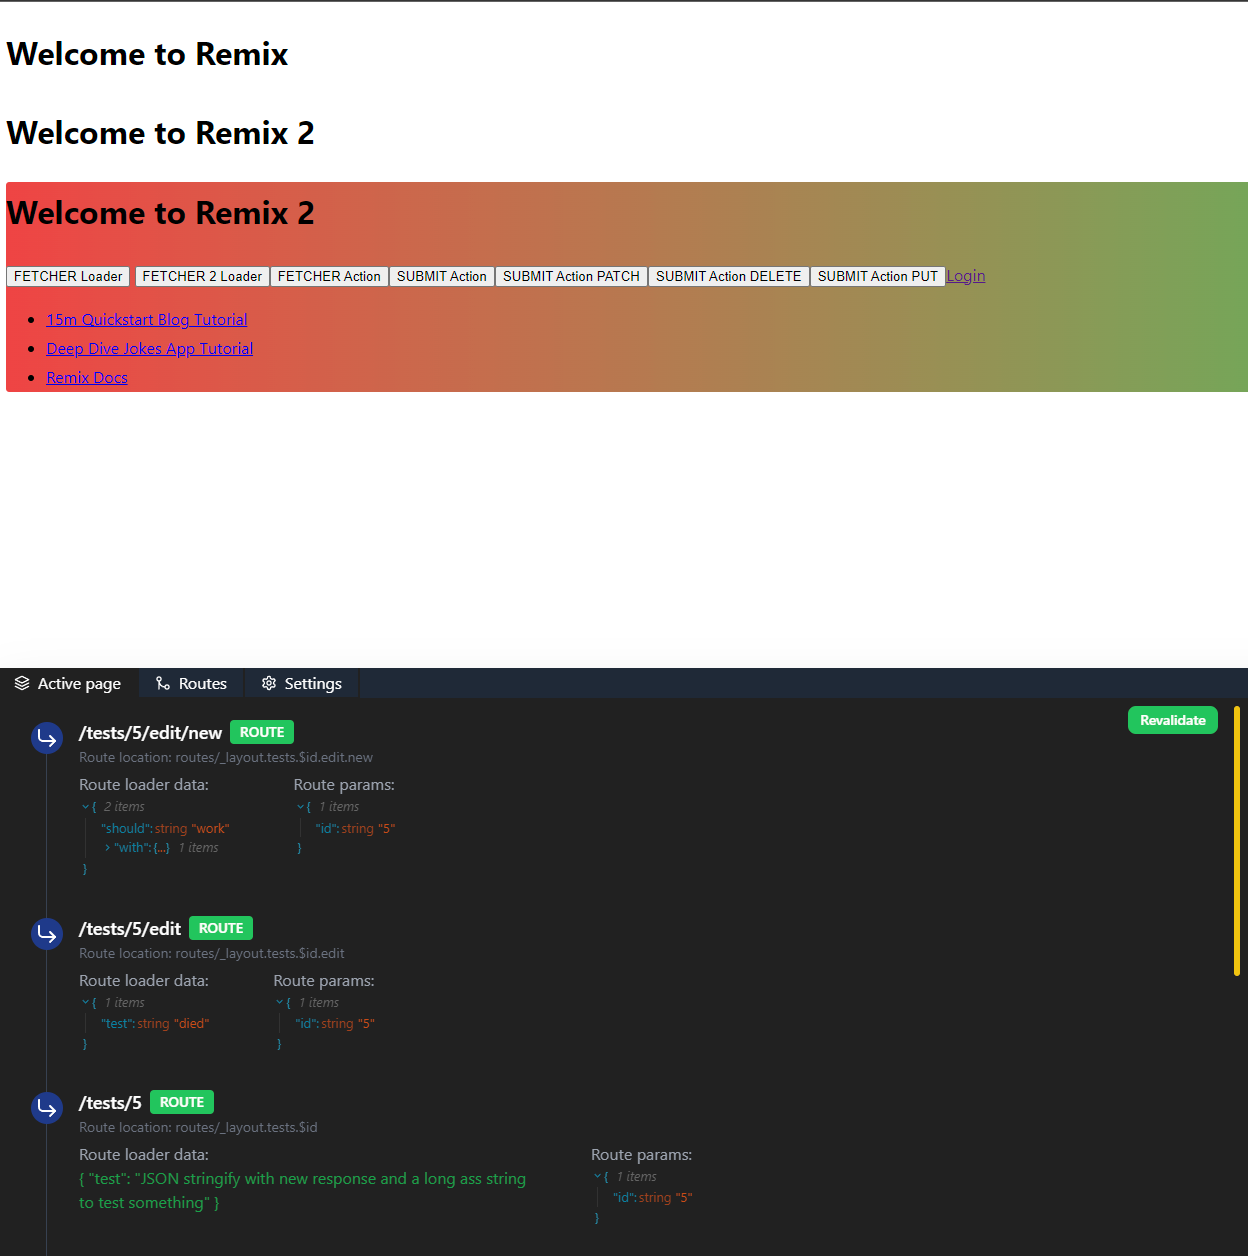 Welcome to Remix
Welcome to Remix 2
Welcome to Remix 2
FETCHER Loader FETCHER 2 Loader FETCHER Action SUBMIT Action SUBMIT Action PATCH SUBMIT Action DELETE SUBMIT Action PUT Login
15m Quickstart Blog Tutorial
Deep Dive Jokes App Tutorial
Remix Docs
Active page Routes Settings
/tests/5/edit/new ROUTE Revalidate
Route location: routes/_layout.tests.$id.edit.new
Route loader data: Route params:
{ 2 items { 1 items
"should": string "work" "id": string "5"
"with": {...} 1 items }
}
/tests/5/edit ROUTE
Route location: routes/_layout.tests.$id.edit
Route loader data: Route params:
{ 1 items { 1 items
"test": string "died" "id": string "5"
} }
/tests/5 ROUTE
Route location: routes/_layout.tests.$id
Route loader data: Route params:
{ "test": "JSON stringify with new response and a long ass string { 1 items
to test something" } "id": string "5"
}